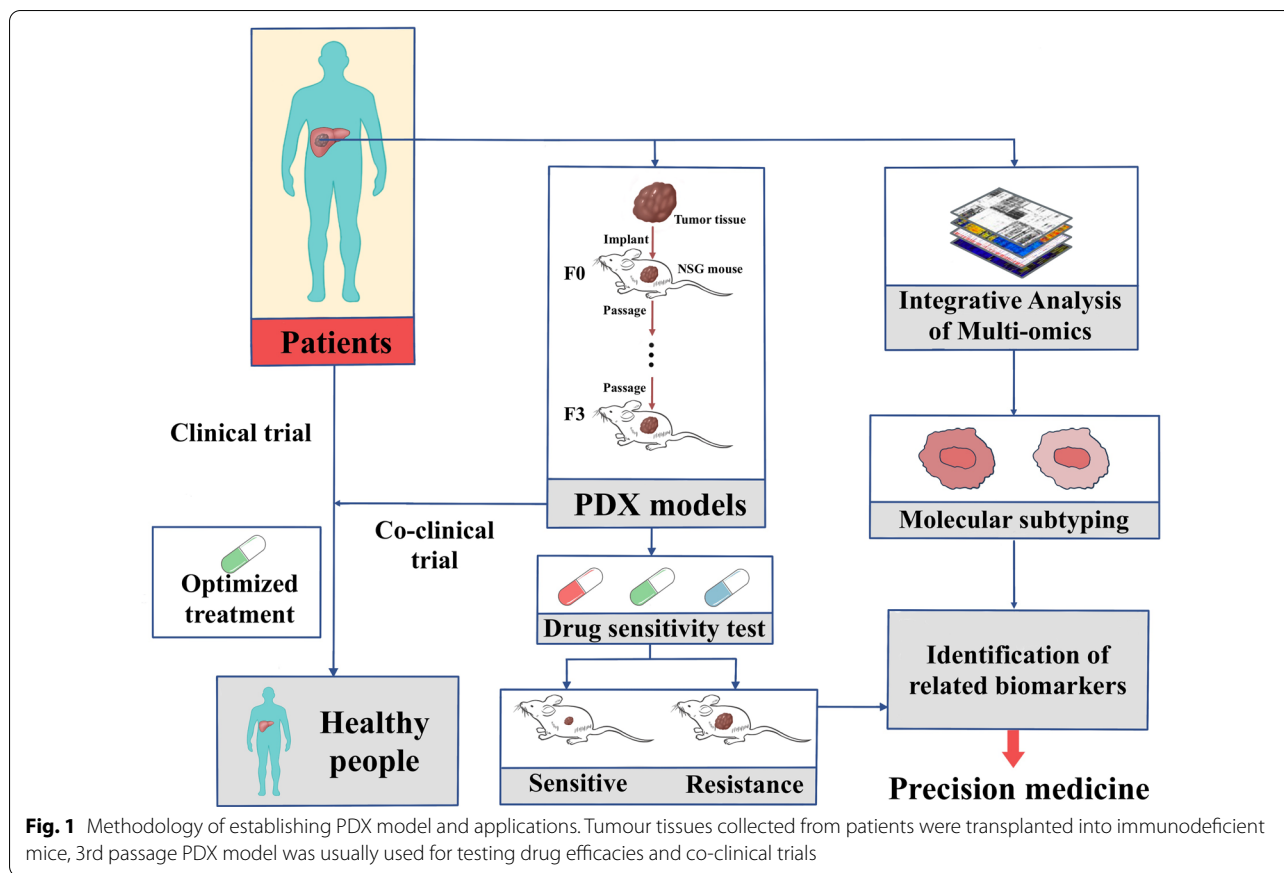 Patients
Tumor tissue
Implant
F0
NSG mouse
Passage
Passage
F3
PDX models
Integrative Analysis
of Multi-omics
Molecular subtyping
Clinical trial
Co-clinical
trial
Optimized
treatment
Drug sensitivity test
Identification of
related biomarkers
Healthy
people
Sensitive
Resistance
Precision medicine
Fig. 1 Methodology of establishing PDX model and applications. Tumour tissues collected from patients were transplanted into immunodeficient
mice, 3rd passage PDX model was usually used for testing drug efficacies and co-clinical trials